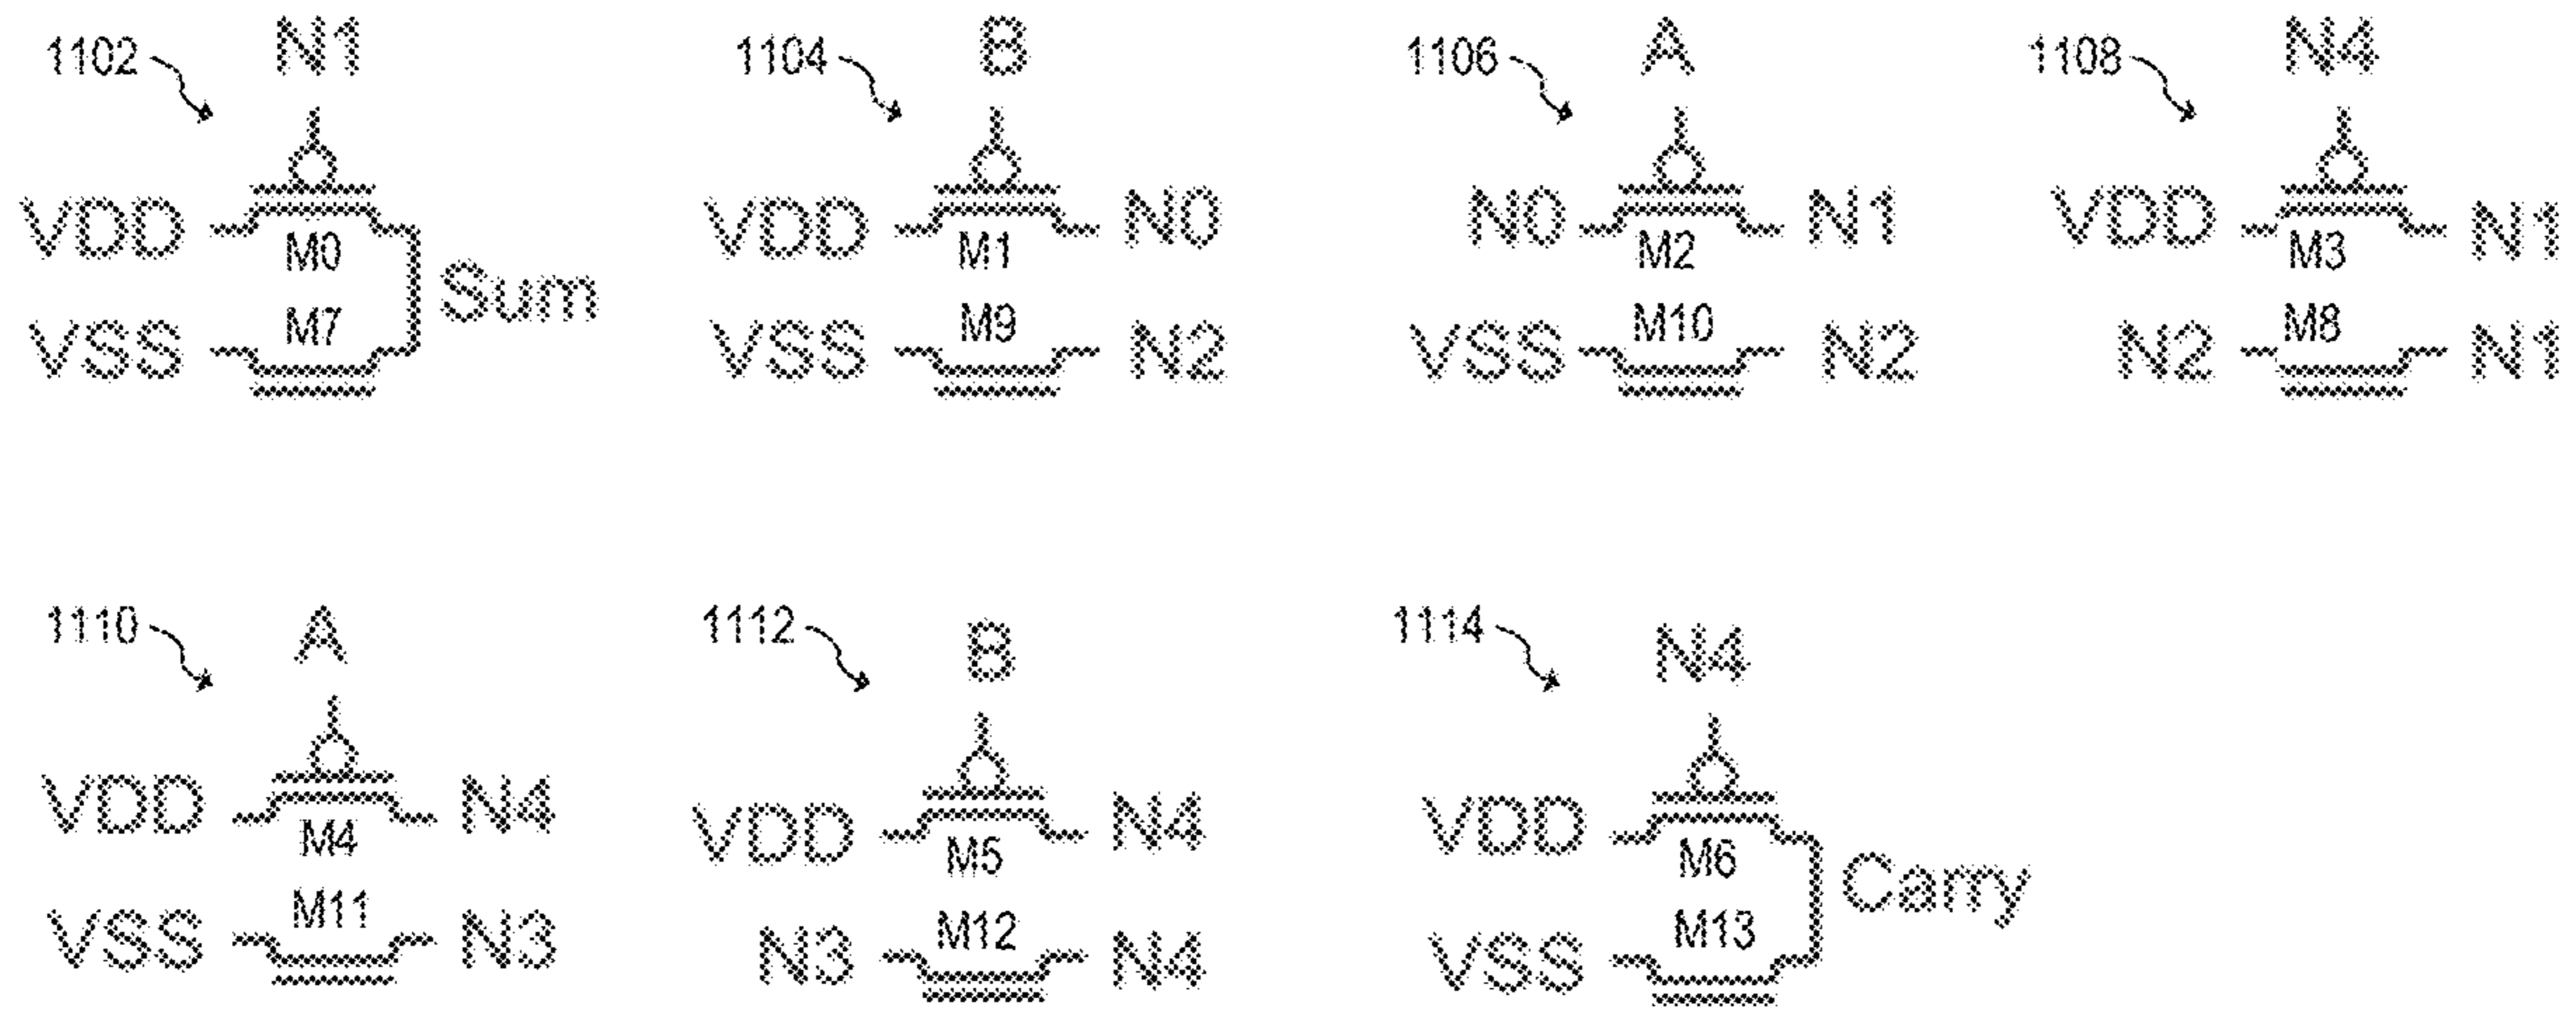 1102 N1
VDD M0
Sum
VSS M7
1104 B
VDD M1 N0
VSS M9 N2
1106 A
N0 M2 N1
VSS M10 N2
1108 N4
VDD M3 N1
N2 M8 N1
1110 A
VDD M4 N4
VSS M11 N3
1112 B
VDD M5 N4
N3 M12 N4
1114 N4
VDD M6
Carry
VSS M13